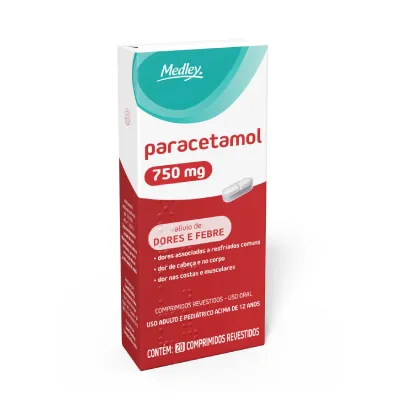 Medley.
paracetamol
750 mg
alívio de
DORES E FEBRE
• dores associadas a resfriados comuns
• dor de cabeça e no corpo
• dor nas costas e musculares
COMPRIMIDOS REVESTIDOS - USO ORAL
USO ADULTO E PEDIÁTRICO ACIMA DE 12 ANOS
CONTÉM: 20 COMPRIMIDOS REVESTIDOS